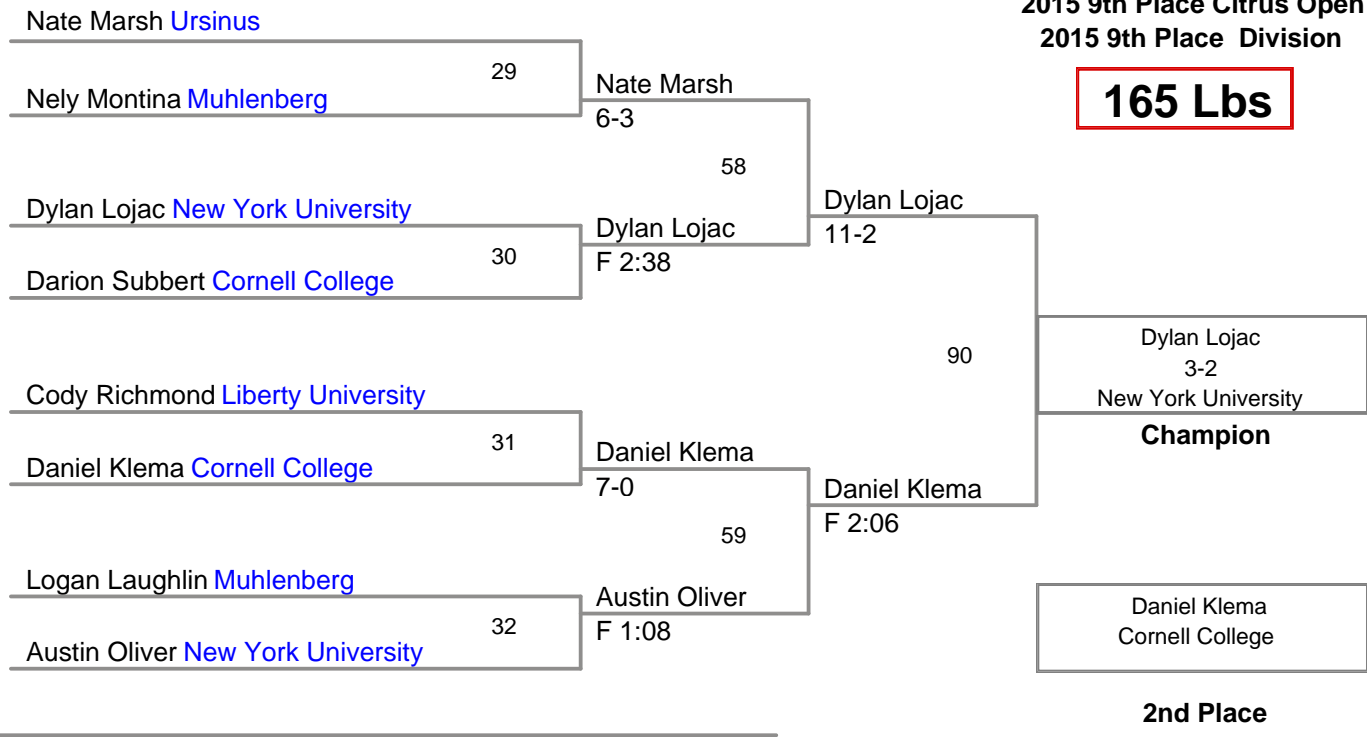 2015 9th Place Citrus Open
2015 9th Place Division
165 Lbs
Nate Marsh Ursinus
29
Nely Montina Muhlenberg
Nate Marsh
6-3
58
Dylan Lojac New York University
30
Darion Subbert Cornell College
Dylan Lojac
F 2:38
Dylan Lojac
11-2
90
Cody Richmond Liberty University
31
Daniel Klema Cornell College
Daniel Klema
7-0
59
Daniel Klema
F 2:06
Logan Laughlin Muhlenberg
32
Austin Oliver New York University
Austin Oliver
F 1:08
Dylan Lojac
3-2
New York University
Champion
Daniel Klema
Cornell College
2nd Place